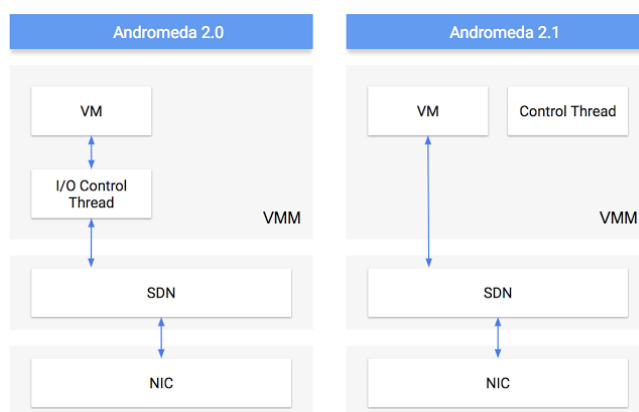 Andromeda 2.0
VM
I/O Control
Thread
VMM
SDN
NIC
Andromeda 2.1
VM
Control Thread
VMM
SDN
NIC